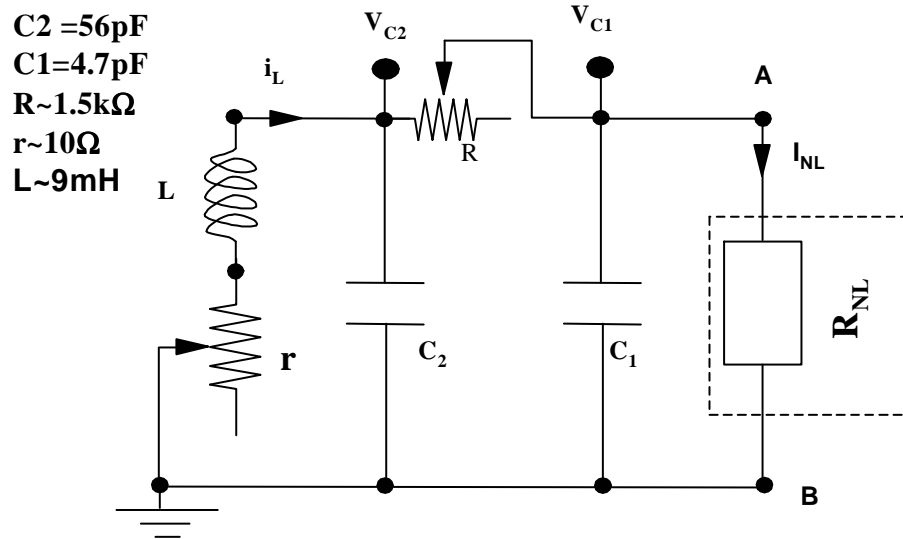 C2 =56pF
C1=4.7pF
R~1.5kΩ
r~10Ω
L~9mH
V_C2
V_C1
i_L
A
R
I_NL
L
R_NL
r
C_2
C_1
B